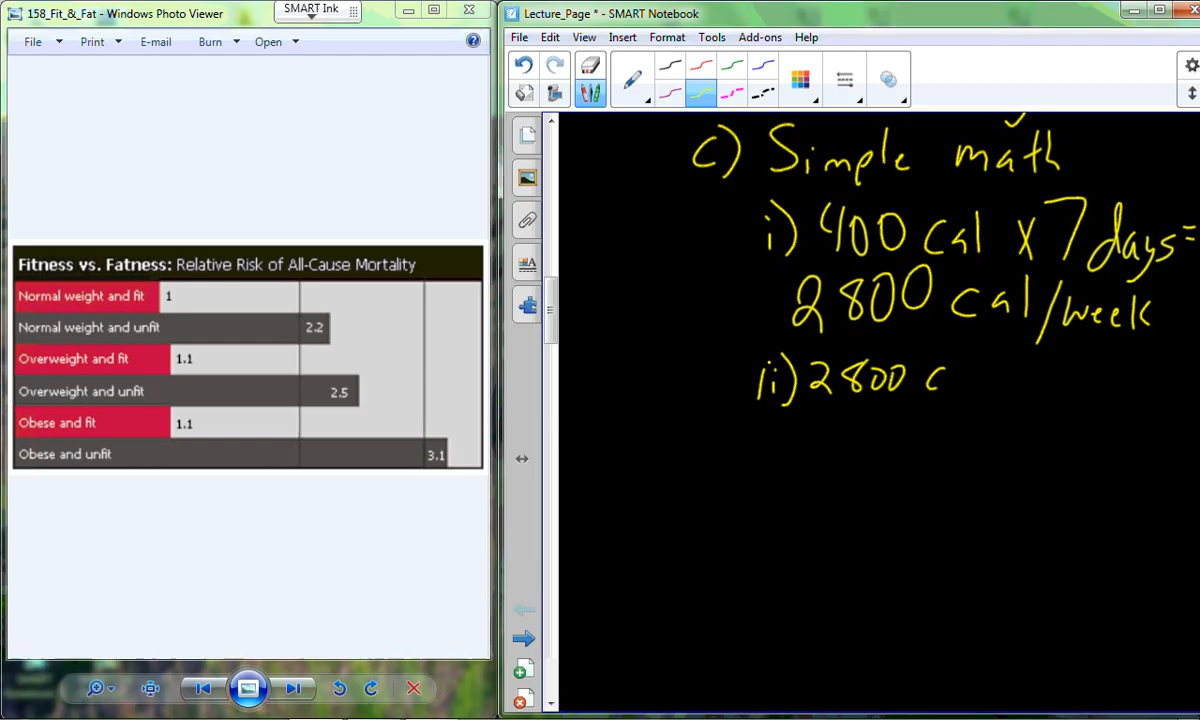 158_Fit_&_Fat - Windows Photo Viewer
SMART Ink
File Print E-mail Burn Open
Fitness vs. Fatness: Relative Risk of All-Cause Mortality
Normal weight and fit 1
Normal weight and unfit 2.2
Overweight and fit 1.1
Overweight and unfit 2.5
Obese and fit 1.1
Obese and unfit 3.1
Lecture_Page * - SMART Notebook
File Edit View Insert Format Tools Add-ons Help
c) Simple math
i) 400 cal x 7 days =
2800 cal/week
ii) 2800 c